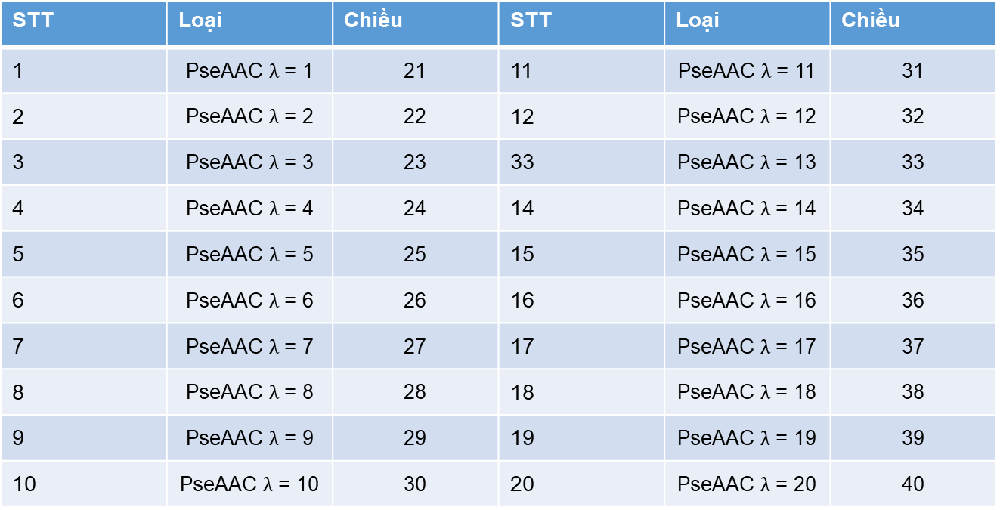 STT Loại Chiều STT Loại Chiều
1 PseAAC λ = 1 21 11 PseAAC λ = 11 31
2 PseAAC λ = 2 22 12 PseAAC λ = 12 32
3 PseAAC λ = 3 23 33 PseAAC λ = 13 33
4 PseAAC λ = 4 24 14 PseAAC λ = 14 34
5 PseAAC λ = 5 25 15 PseAAC λ = 15 35
6 PseAAC λ = 6 26 16 PseAAC λ = 16 36
7 PseAAC λ = 7 27 17 PseAAC λ = 17 37
8 PseAAC λ = 8 28 18 PseAAC λ = 18 38
9 PseAAC λ = 9 29 19 PseAAC λ = 19 39
10 PseAAC λ = 10 30 20 PseAAC λ = 20 40